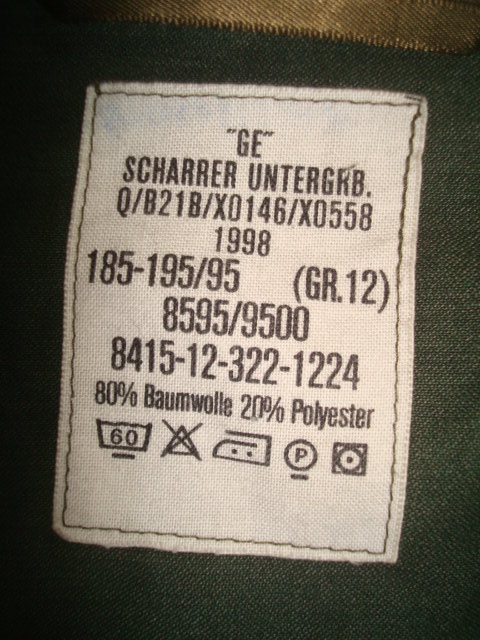 "GE"
SCHARRER UNTERGRB.
Q/B21B/X0146/X0558
1998
185-195/95 (GR.12)
8595/9500
8415-12-322-1224
80% Baumwolle 20% Polyester
60 P